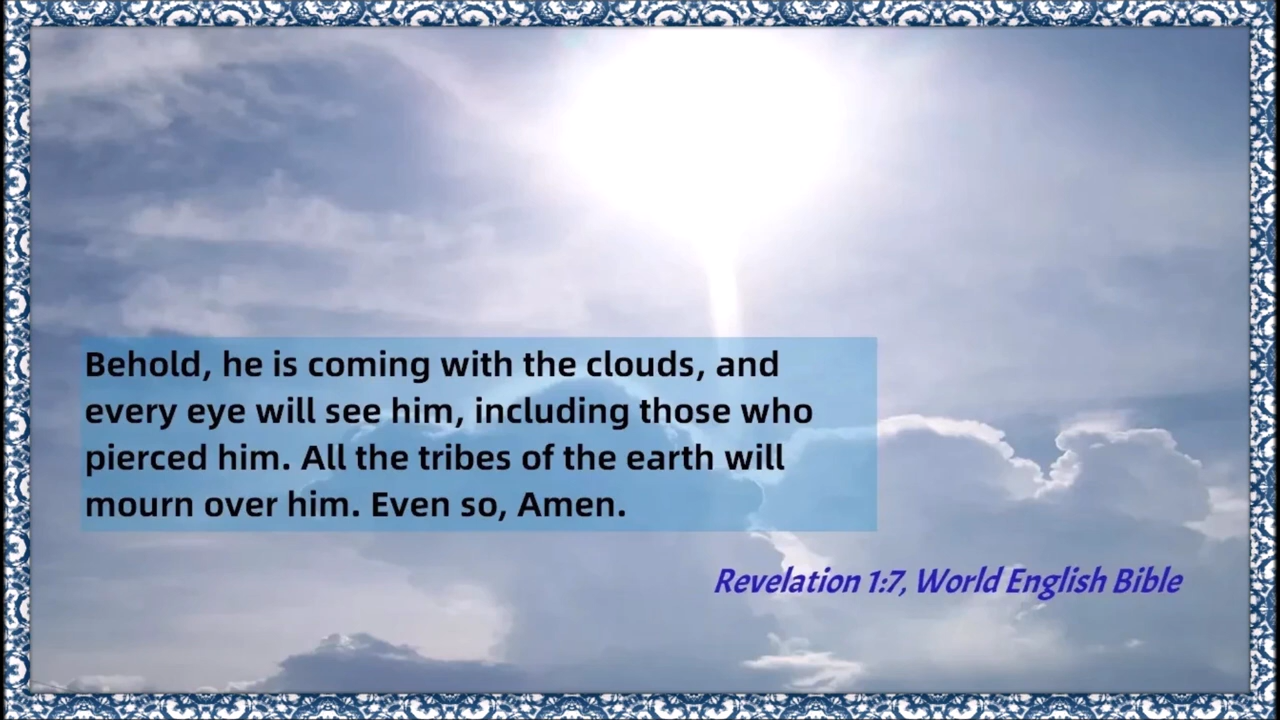 Behold, he is coming with the clouds, and
every eye will see him, including those who
pierced him. All the tribes of the earth will
mourn over him. Even so, Amen.
Revelation 1:7, World English Bible